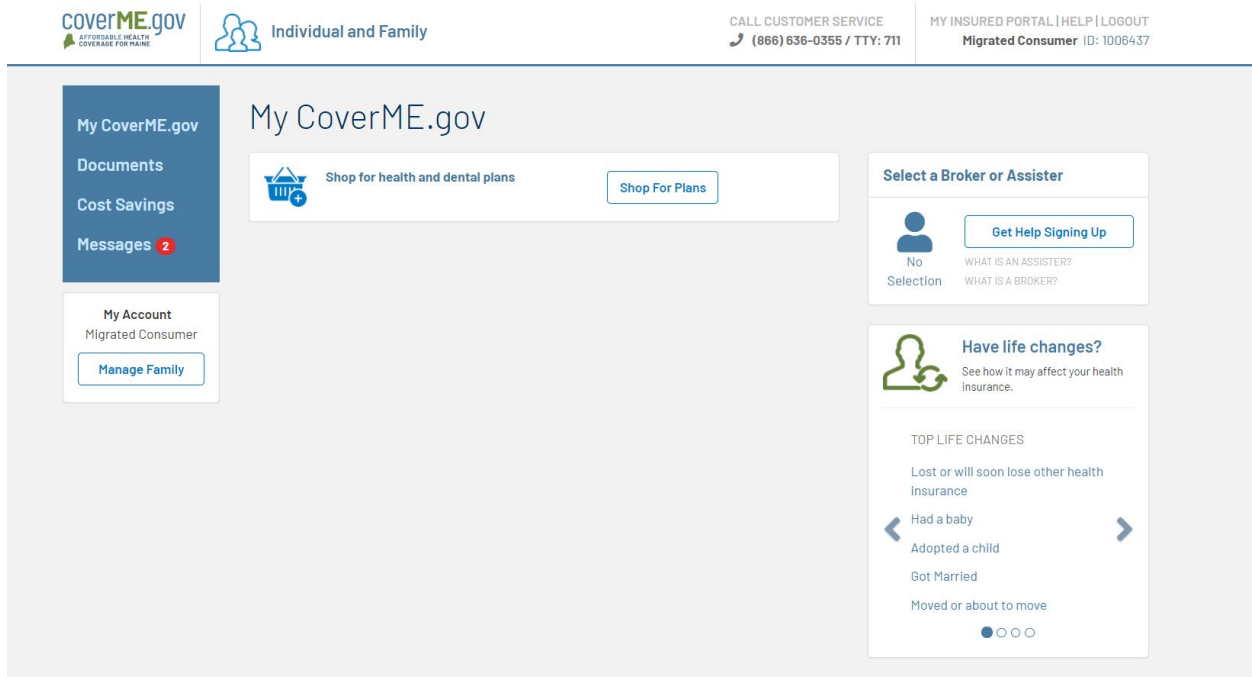 coverME.gov
AFFORDABLE HEALTH
COVERAGE FOR MAINE
Individual and Family
CALL CUSTOMER SERVICE
(866) 636-0355 / TTY: 711
MY INSURED PORTAL | HELP | LOGOUT
Migrated Consumer ID: 1006437
My CoverME.gov
Documents
Cost Savings
Messages 2
My Account
Migrated Consumer
Manage Family
My CoverME.gov
Shop for health and dental plans
Shop For Plans
Select a Broker or Assister
No
Selection
Get Help Signing Up
WHAT IS AN ASSISTER?
WHAT IS A BROKER?
Have life changes?
See how it may affect your health
insurance.
TOP LIFE CHANGES
Lost or will soon lose other health
insurance
Had a baby
Adopted a child
Got Married
Moved or about to move